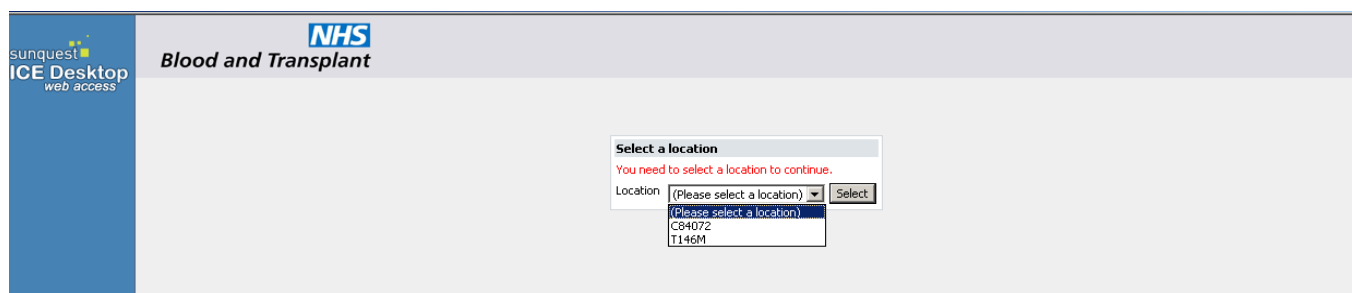 sunquest
ICE Desktop
web access
NHS
Blood and Transplant
Select a location
You need to select a location to continue.
Location (Please select a location) Select
(Please select a location)
C84072
T146M